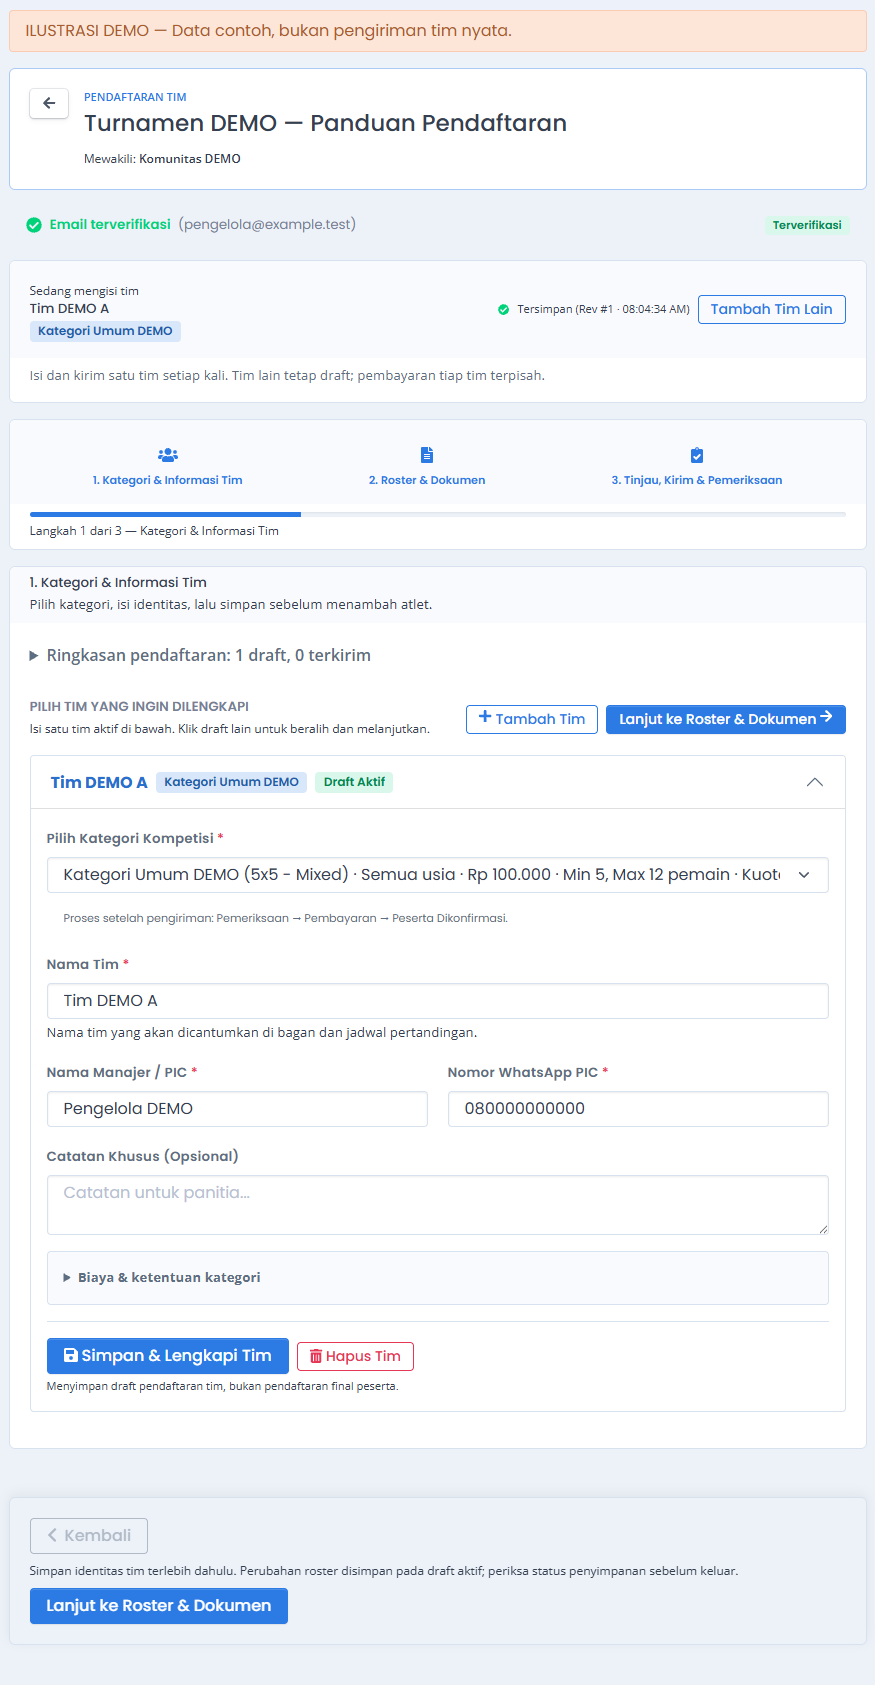 ILUSTRASI DEMO — Data contoh, bukan pengiriman tim nyata.
PENDAFTARAN TIM
Turnamen DEMO — Panduan Pendaftaran
Mewakili: Komunitas DEMO
Email terverifikasi (pengelola@example.test)
Terverifikasi
Sedang mengisi tim
Tim DEMO A
Kategori Umum DEMO
Tersimpan (Rev #1 · 08:04:34 AM)
Tambah Tim Lain
Isi dan kirim satu tim setiap kali. Tim lain tetap draft; pembayaran tiap tim terpisah.
1. Kategori & Informasi Tim
2. Roster & Dokumen
3. Tinjau, Kirim & Pemeriksaan
Langkah 1 dari 3 — Kategori & Informasi Tim
1. Kategori & Informasi Tim
Pilih kategori, isi identitas, lalu simpan sebelum menambah atlet.
Ringkasan pendaftaran: 1 draft, 0 terkirim
PILIH TIM YANG INGIN DILENGKAPI
Isi satu tim aktif di bawah. Klik draft lain untuk beralih dan melanjutkan.
Tambah Tim
Lanjut ke Roster & Dokumen
Tim DEMO A
Kategori Umum DEMO
Draft Aktif
Pilih Kategori Kompetisi *
Kategori Umum DEMO (5x5 - Mixed) · Semua usia · Rp 100.000 · Min 5, Max 12 pemain ·
Proses setelah pengiriman: Pemeriksaan → Pembayaran → Peserta Dikonfirmasi.
Nama Tim *
Tim DEMO A
Nama tim yang akan dicantumkan di bagan dan jadwal pertandingan.
Nama Manajer / PIC *
Pengelola DEMO
Nomor WhatsApp PIC *
080000000000
Catatan Khusus (Opsional)
Catatan untuk panitia...
Biaya & ketentuan kategori
Simpan & Lengkapi Tim
Hapus Tim
Menyimpan draft pendaftaran tim, bukan pendaftaran final peserta.
Kembali
Simpan identitas tim terlebih dahulu. Perubahan roster disimpan pada draft aktif; periksa status penyimpanan sebelum keluar.
Lanjut ke Roster & Dokumen